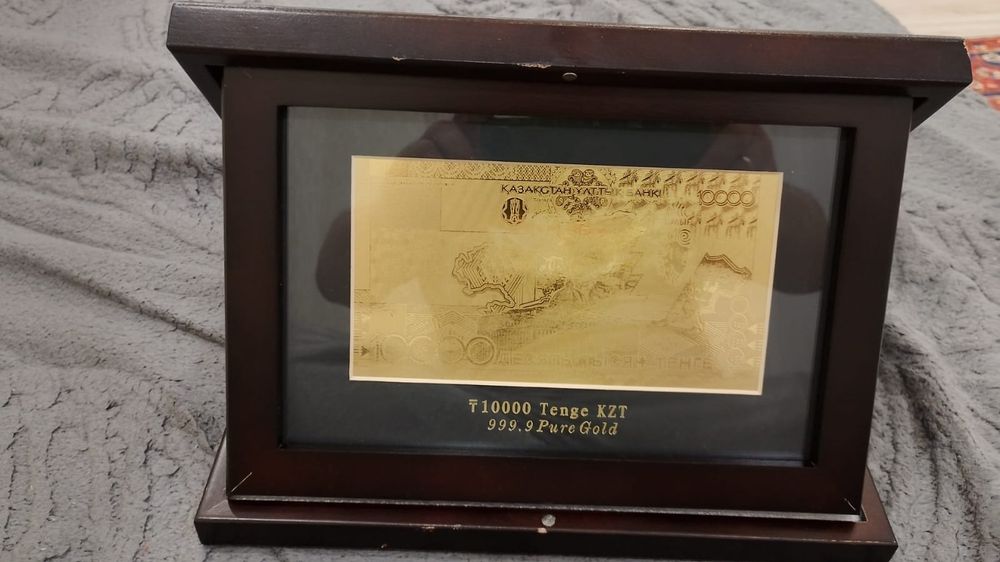 ҚАЗАҚСТАН ҰЛТТЫҚ БАНКІ
10000
₸10000 Tenge KZT
999.9 Pure Gold